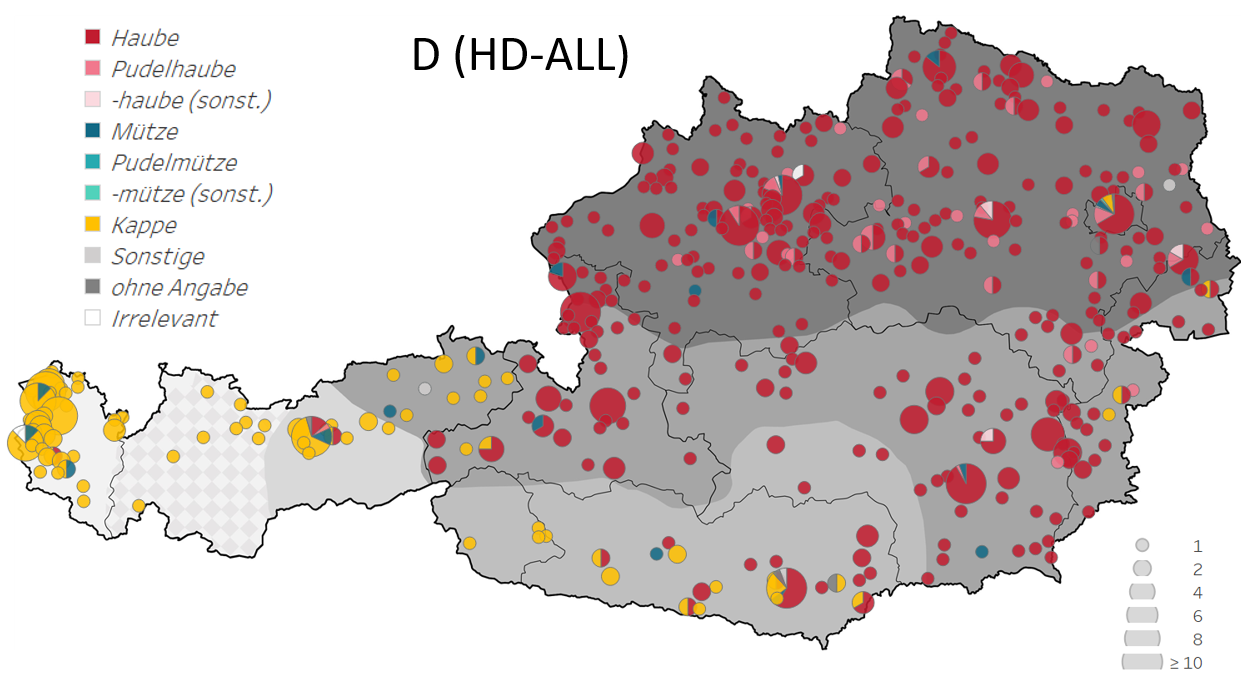 D (HD-ALL)
Haube
Pudelhaube
-haube (sonst.)
Mütze
Pudelmütze
-mütze (sonst.)
Kappe
Sonstige
ohne Angabe
Irrelevant
1
2
4
6
8
≥ 10